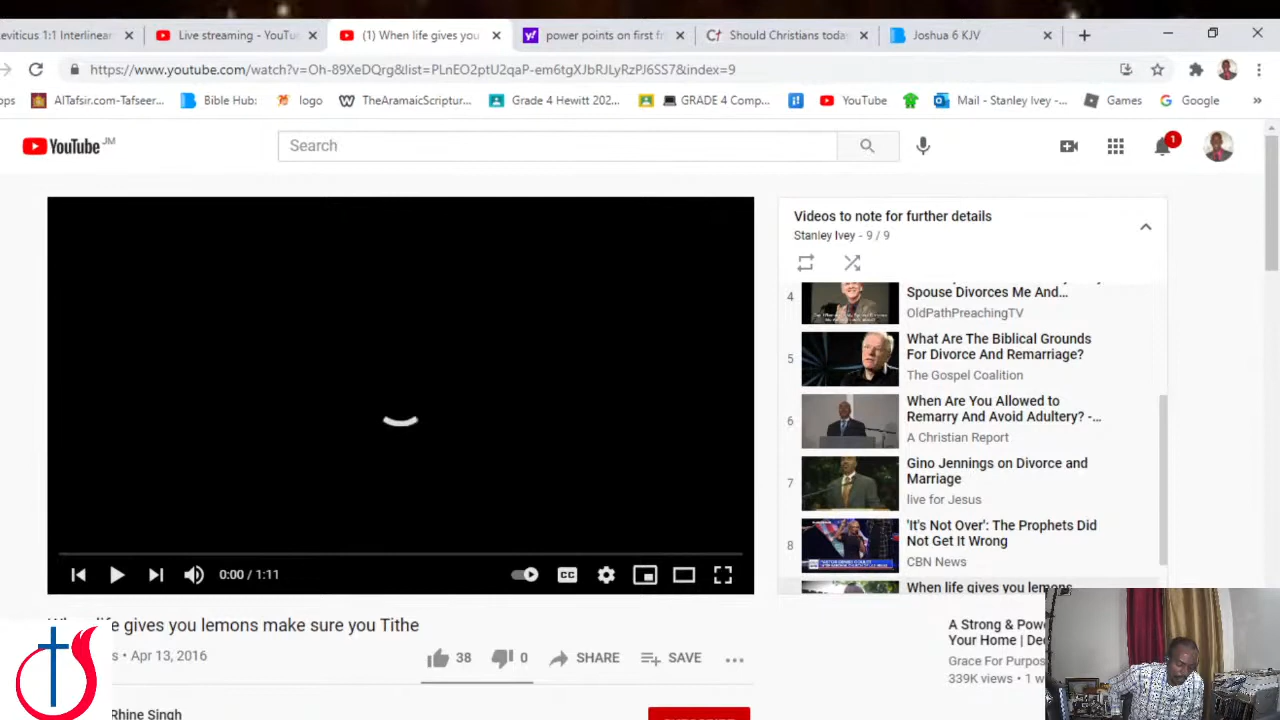 eviticus 1:1 Interlinear
Live streaming - YouTu
(1) When life gives you
power points on first fr
Should Christians today
Joshua 6 KJV
https://www.youtube.com/watch?v=Oh-89XeDQrg&list=PLnEO2ptU2qaP-em6tgXJbRJLyRzPJ6SS7&index=9
ops
AlTafsir.com-Tafseer...
Bible Hub:
logo
TheAramaicScriptur...
Grade 4 Hewitt 202...
GRADE 4 Comp...
YouTube
Mail - Stanley Ivey -...
Games
Google
YouTube JM
Search
1
Videos to note for further details
Stanley Ivey - 9 / 9
4
Spouse Divorces Me And...
OldPathPreachingTV
5
What Are The Biblical Grounds
For Divorce And Remarriage?
The Gospel Coalition
6
When Are You Allowed to
Remarry And Avoid Adultery? -...
A Christian Report
7
Gino Jennings on Divorce and
Marriage
live for Jesus
8
'It's Not Over': The Prophets Did
Not Get It Wrong
CBN News
When life gives you lemons
0:00 / 1:11
CC
fe gives you lemons make sure you Tithe
s • Apr 13, 2016
38
0
SHARE
SAVE
A Strong & Powe
Your Home | Dec
Grace For Purpos
339K views • 1 w
Rhine Singh